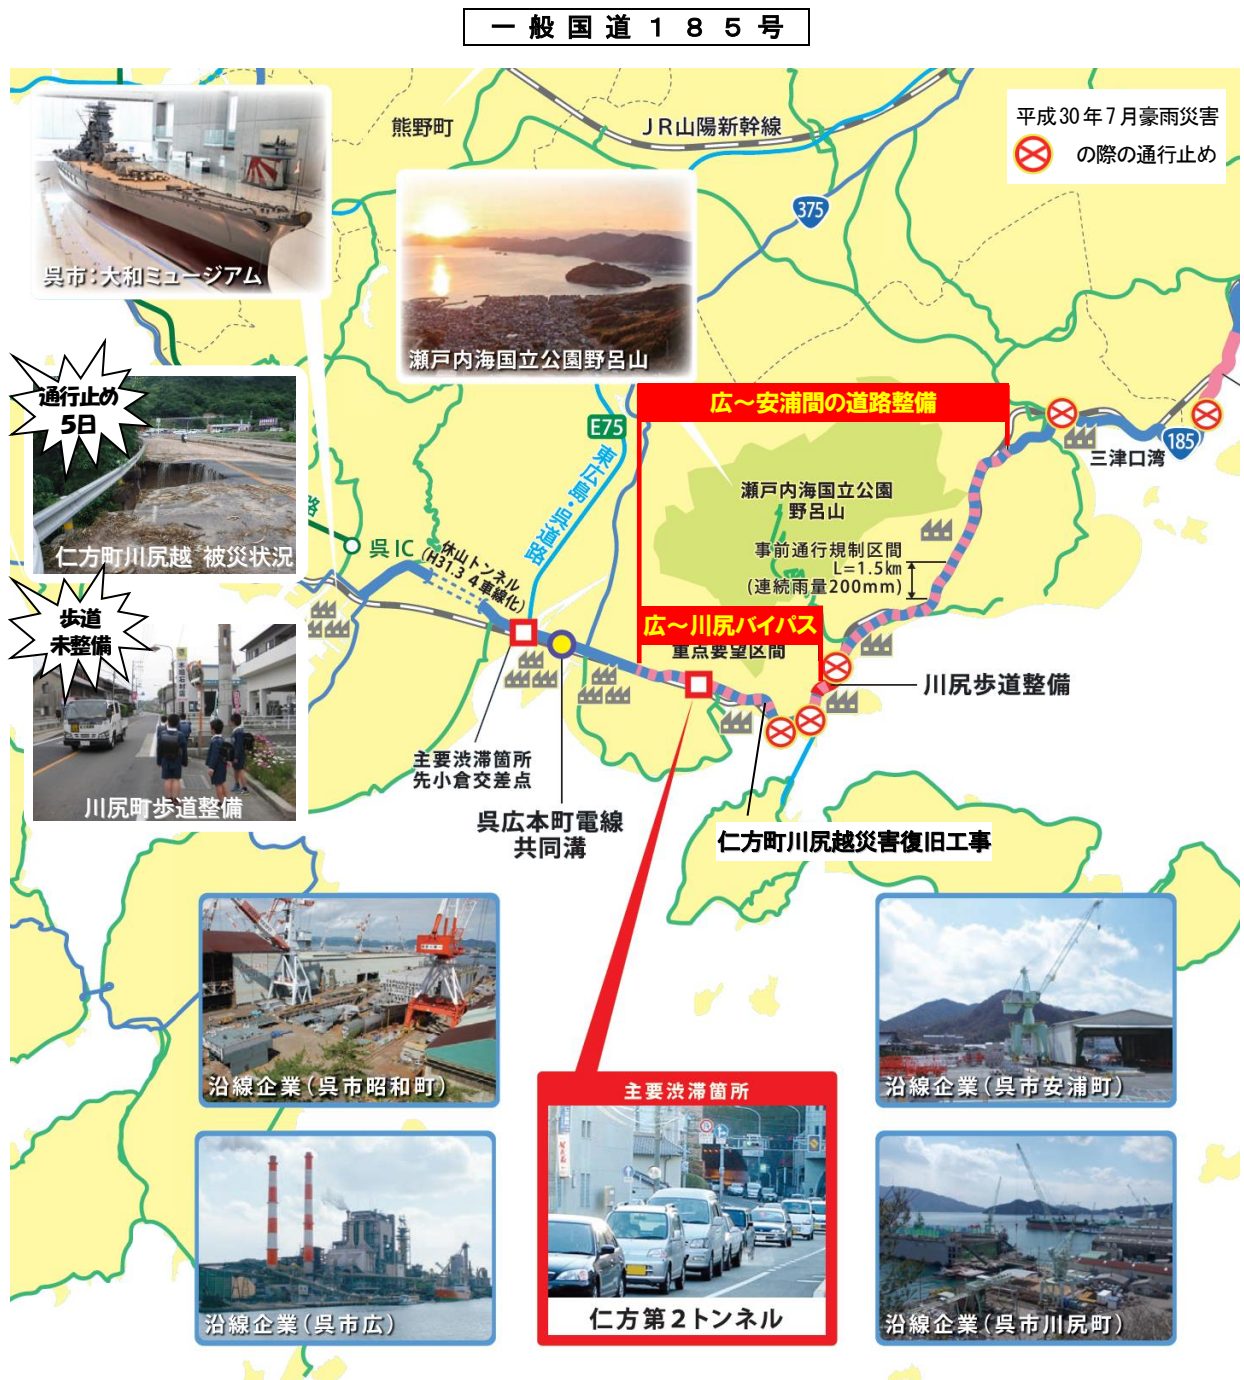 一般国道１８５号
熊野町
ＪＲ山陽新幹線
平成30年7月豪雨災害
の際の通行止め
375
呉市：大和ミュージアム
瀬戸内海国立公園野呂山
通行止め
5日
仁方町川尻越 被災状況
E75
東広島・呉道路
広～安浦間の道路整備
185
三津口湾
瀬戸内海国立公園
野呂山
事前通行規制区間
L=1.5㎞
(連続雨量200mm)
路
呉IC
休山トンネル
(H31.3 4車線化)
歩道
未整備
川尻町歩道整備
広～川尻バイパス
重点要望区間
川尻歩道整備
主要渋滞箇所
先小倉交差点
呉広本町電線
共同溝
仁方町川尻越災害復旧工事
沿線企業(呉市昭和町)
沿線企業(呉市安浦町)
主要渋滞箇所
仁方第2トンネル
沿線企業(呉市広)
沿線企業(呉市川尻町)